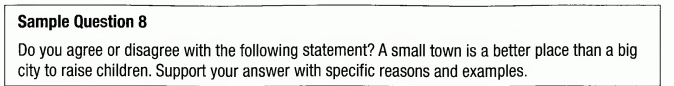 Sample Question 8
Do you agree or disagree with the following statement? A small town is a better place than a big
city to raise children. Support your answer with specific reasons and examples.